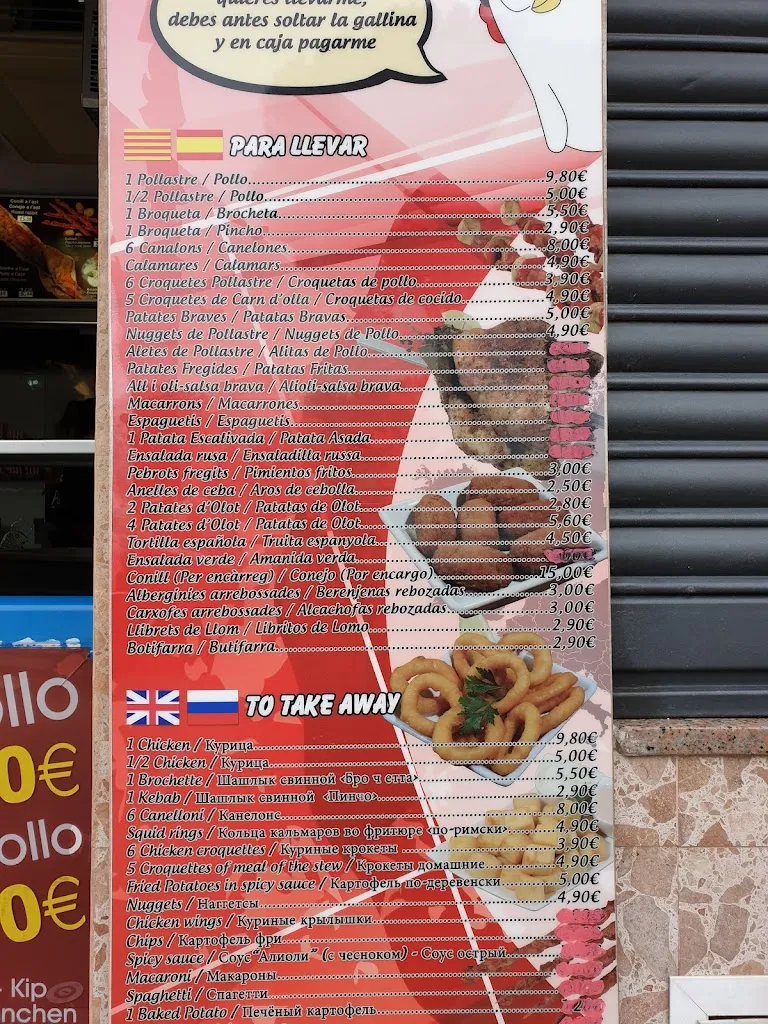 quieres llevarme,
debes antes soltar la gallina
y en caja pagarme
PARA LLEVAR
1 Pollastre / Pollo 9,80€
1/2 Pollastre / Pollo 5,00€
1 Broqueta / Brocheta 5,50€
1 Broqueta / Pincho 2,90€
6 Canalons / Canelones 8,00€
Calamares / Calamars 4,90€
6 Croquetes Pollastre / Croquetas de pollo 3,90€
5 Croquetes de Carn d'olla / Croquetas de cocido 4,90€
Patates Braves / Patatas Bravas 5,00€
Nuggets de Pollastre / Nuggets de Pollo 4,90€
Aletes de Pollastre / Alitas de Pollo
Patates Fregides / Patatas Fritas
All i oli-salsa brava / Alioli-salsa brava
Macarrons / Macarrones
Espaguetis / Espaguetis
1 Patata Escalivada / Patata Asada
Ensalada rusa / Ensaladilla russa
Pebrots fregits / Pimientos fritos 3,00€
Anelles de ceba / Aros de cebolla 2,50€
2 Patates d'Olot / Patatas de Olot 2,80€
4 Patates d'Olot / Patatas de Olot 5,60€
Tortilla española / Truita espanyola 4,50€
Ensalada verde / Amanida verda
Conill (Per encàrreg) / Conejo (Por encargo) 15,00€
Alberginies arrebossades / Berenjenas rebozadas 3,00€
Carxofes arrebossades / Alcachofas rebozadas 3,00€
Llibrets de Llom / Libritos de Lomo 2,90€
Botifarra / Butifarra 2,90€
TO TAKE AWAY
1 Chicken / Курица 9,80€
1/2 Chicken / Курица 5,00€
1 Brochette / Шашлык свинной «Бро ч етта» 5,50€
1 Kebab / Шашлык свинной «Пинчо» 2,90€
6 Canelloni / Канелонс 8,00€
Squid rings / Кольца кальмаров во фритюре «по-римски» 4,90€
6 Chicken croquettes / Куриные крокеты 3,90€
5 Croquettes of meal of the stew / Крокеты домашние 4,90€
Fried Potatoes in spicy sauce / Картофель по-деревенски 5,00€
Nuggets / Наггетсы 4,90€
Chicken wings / Куриные крылышки
Chips / Картофель фри
Spicy sauce / Соус "Алиоли" (с чесноком) - Соус острый
Macaroni / Макароны
Spaghetti / Спагетти
1 Baked Potato / Печёный картофель
ollo
0€
ollo
0€
- Kip
nchen